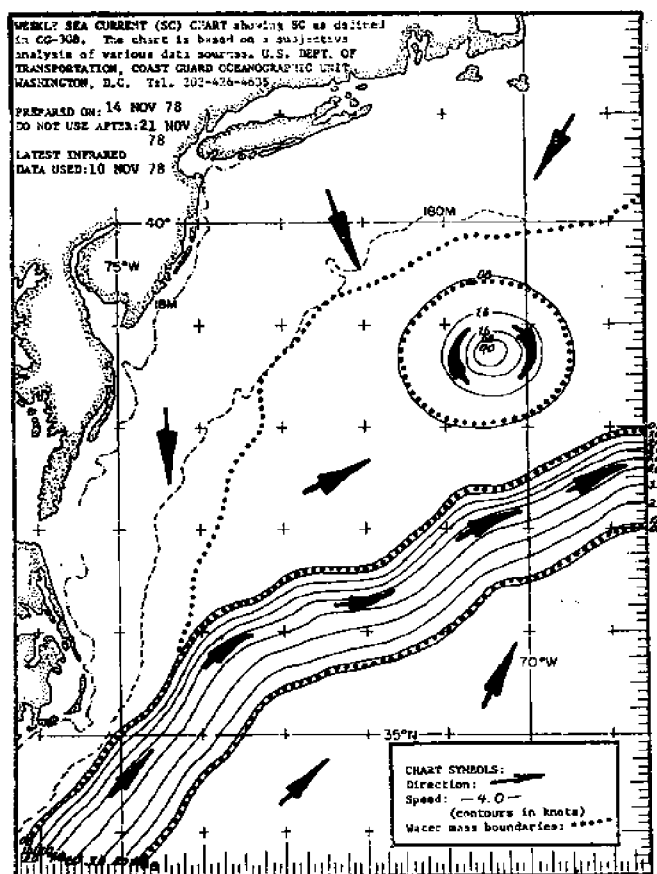 WEEKLY SEA CURRENT (SC) CHART showing SC as defined
in CG-308. The chart is based on a subjective
analysis of various data sources. U.S. DEPT. OF
TRANSPORTATION, COAST GUARD OCEANOGRAPHIC UNIT
WASHINGTON, D.C. Tel. 202-426-4635
PREPARED ON: 14 NOV 78
DO NOT USE AFTER: 21 NOV
78
LATEST INFRARED
DATA USED: 10 NOV 78
40°
180M
75°W
18M
70°W
35°N
CHART SYMBOLS:
Direction:
Speed: —4.0—
(contours in knots)
Water mass boundaries: